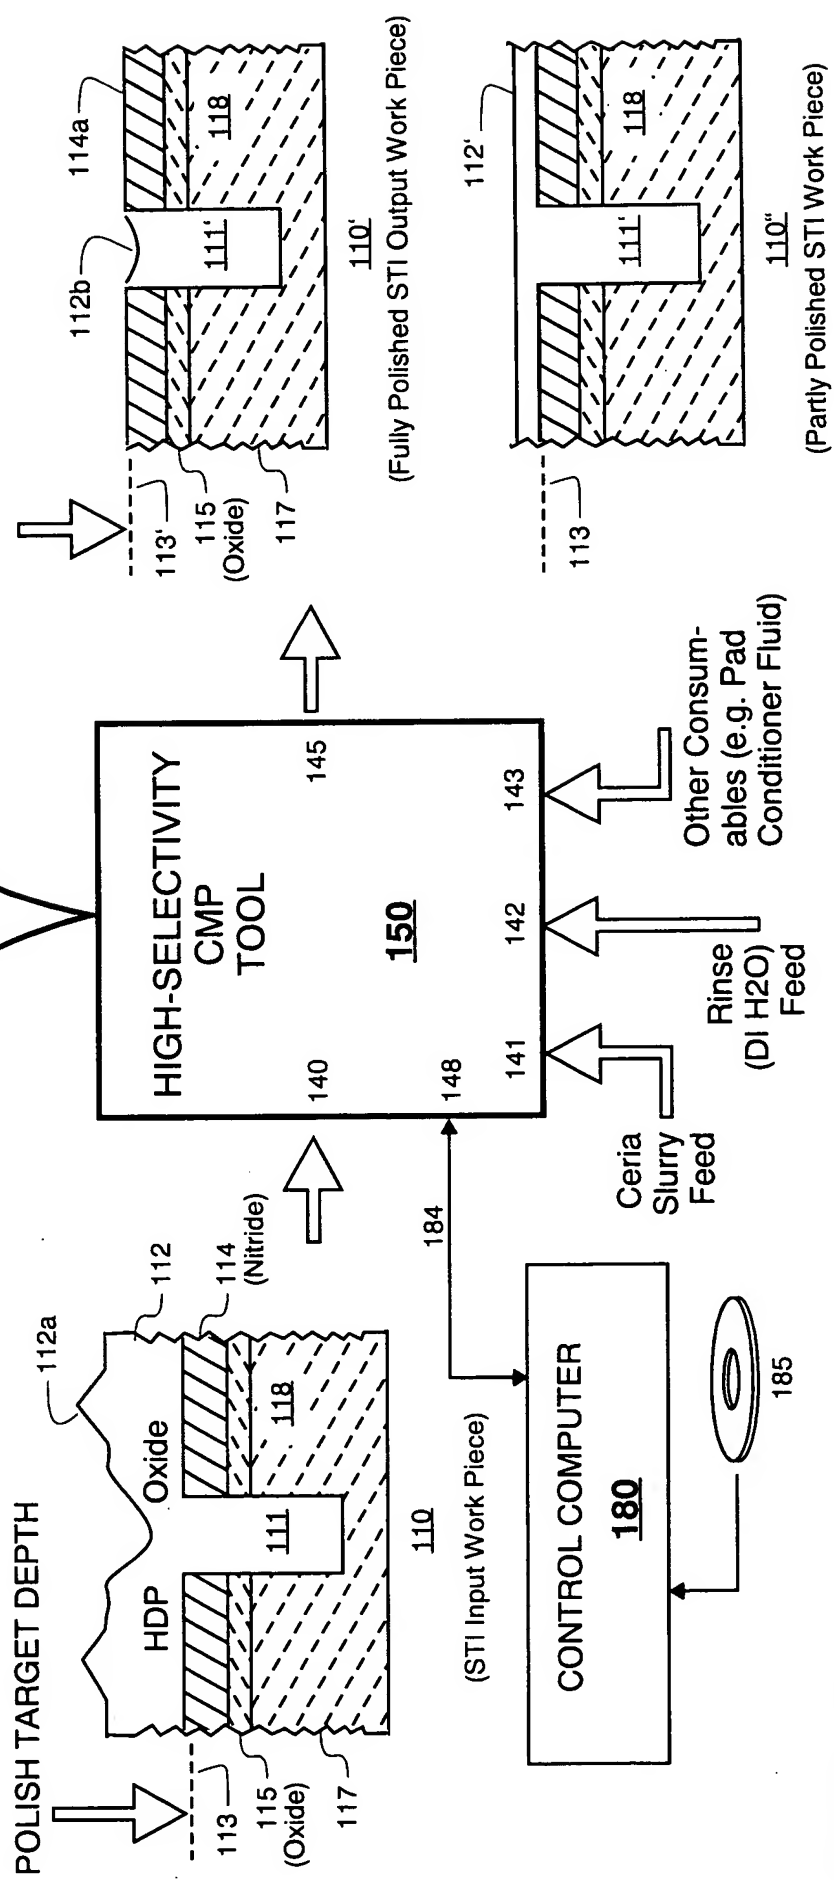 POLISH TARGET DEPTH
112a
112
HDP
Oxide
114
(Nitride)
113
115
(Oxide)
117
111
118
110
(STI Input Work Piece)
HIGH-SELECTIVITY
CMP
TOOL
150
140
145
148
141
142
143
184
CONTROL COMPUTER
180
185
Ceria
Slurry
Feed
Rinse
(DI H2O)
Feed
Other Consum-
ables (e.g. Pad
Conditioner Fluid)
112b
114a
113'
115
(Oxide)
117
111'
118
110'
(Fully Polished STI Output Work Piece)
112'
113
111'
118
110"
(Partly Polished STI Work Piece)